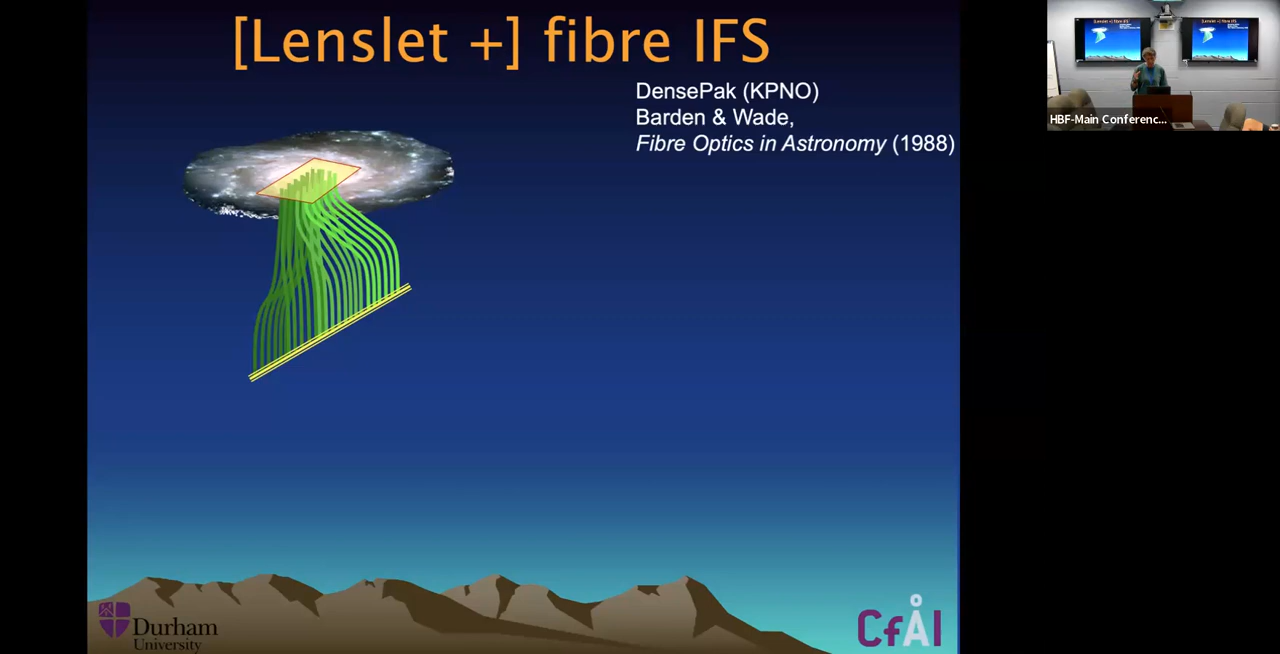 [Lenslet +] fibre IFS
DensePak (KPNO)
Barden & Wade,
Fibre Optics in Astronomy (1988)
HBF-Main Conferenc...
Durham
University
CfAI